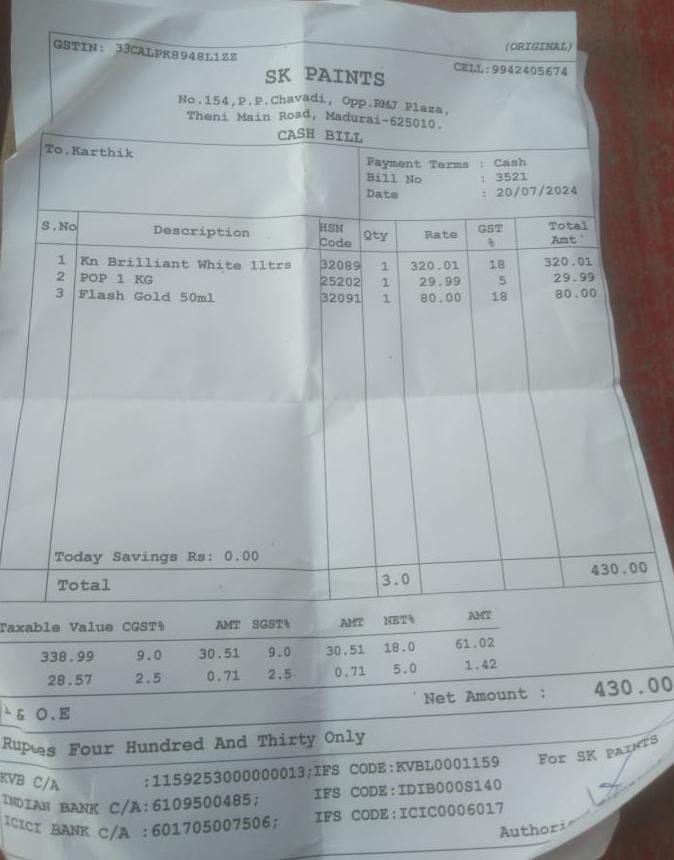 (ORIGINAL)
GSTIN: 33CALPK8948L1ZZ
CELL:9942405674
SK PAINTS
No.154,P.P.Chavadi, Opp.RMJ Plaza,
Theni Main Road, Madurai-625010.
CASH BILL
To.Karthik
Payment Terms : Cash
Bill No : 3521
Date : 20/07/2024
S.No Description HSN Code Qty Rate GST % Total Amt
1 Kn Brilliant White 1ltrs 32089 1 320.01 18 320.01
2 POP 1 KG 25202 1 29.99 5 29.99
3 Flash Gold 50ml 32091 1 80.00 18 80.00
Today Savings Rs: 0.00
Total 3.0 430.00
Taxable Value CGST% AMT SGST% AMT NET% AMT
338.99 9.0 30.51 9.0 30.51 18.0 61.02
28.57 2.5 0.71 2.5 0.71 5.0 1.42
& O.E Net Amount : 430.00
Rupees Four Hundred And Thirty Only
KVB C/A :1159253000000013;IFS CODE:KVBL0001159 For SK PAINTS
INDIAN BANK C/A:6109500485; IFS CODE:IDIB000S140
ICICI BANK C/A :601705007506; IFS CODE:ICIC0006017